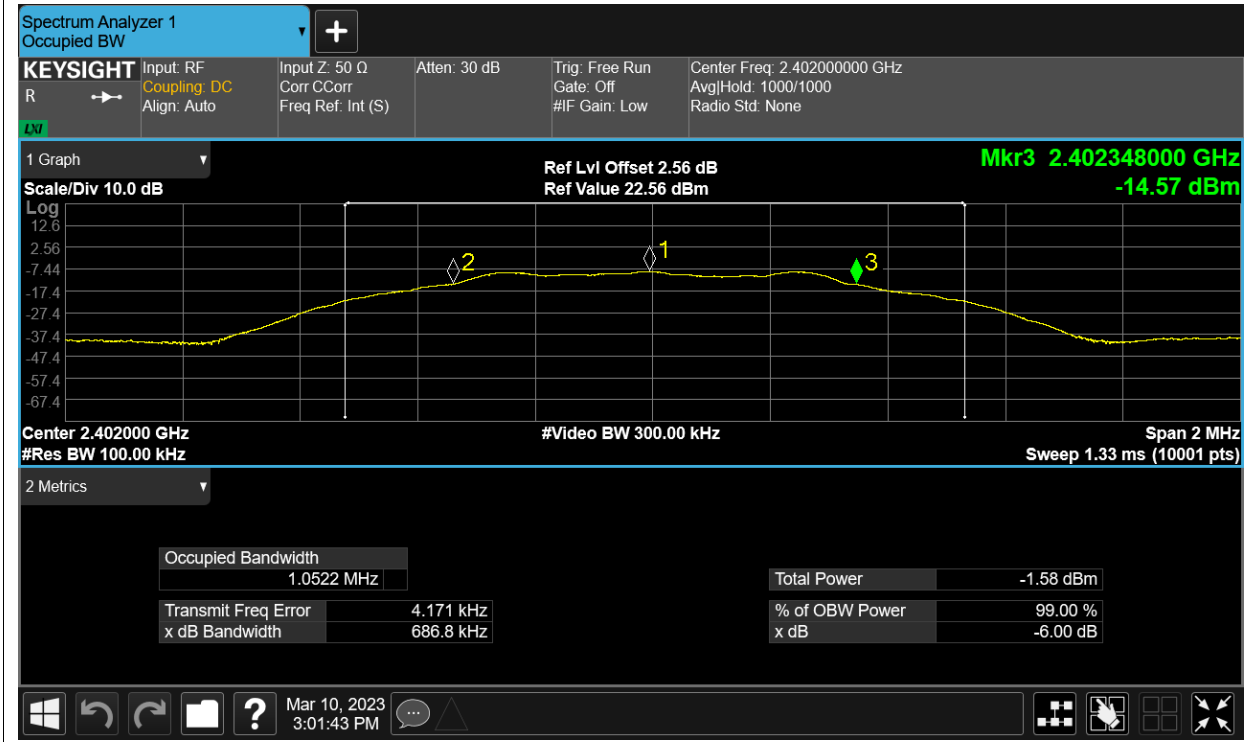 Spectrum Analyzer 1
Occupied BW
KEYSIGHT
R
LXI
Input: RF
Coupling: DC
Align: Auto
Input Z: 50 Ω
Corr CCorr
Freq Ref: Int (S)
Atten: 30 dB
Trig: Free Run
Gate: Off
#IF Gain: Low
Center Freq: 2.402000000 GHz
Avg|Hold: 1000/1000
Radio Std: None
1 Graph
Scale/Div 10.0 dB
Ref Lvl Offset 2.56 dB
Ref Value 22.56 dBm
Mkr3 2.402348000 GHz
-14.57 dBm
Log
12.6
2.56
-7.44
-17.4
-27.4
-37.4
-47.4
-57.4
-67.4
2
1
3
Center 2.402000 GHz
#Res BW 100.00 kHz
#Video BW 300.00 kHz
Span 2 MHz
Sweep 1.33 ms (10001 pts)
2 Metrics
Occupied Bandwidth
1.0522 MHz
Transmit Freq Error 4.171 kHz
x dB Bandwidth 686.8 kHz
Total Power -1.58 dBm
% of OBW Power 99.00 %
x dB -6.00 dB
?
Mar 10, 2023
3:01:43 PM